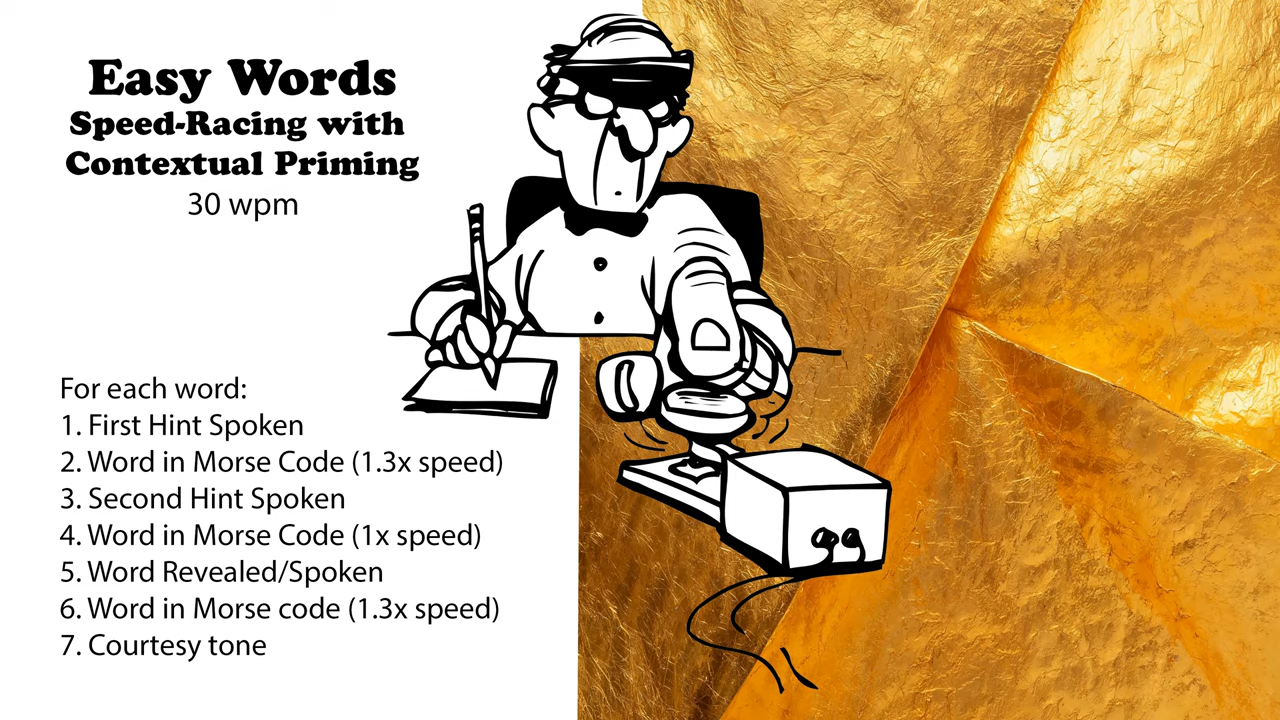 Easy Words
Speed-Racing with
Contextual Priming
30 wpm
For each word:
1. First Hint Spoken
2. Word in Morse Code (1.3x speed)
3. Second Hint Spoken
4. Word in Morse Code (1x speed)
5. Word Revealed/Spoken
6. Word in Morse code (1.3x speed)
7. Courtesy tone